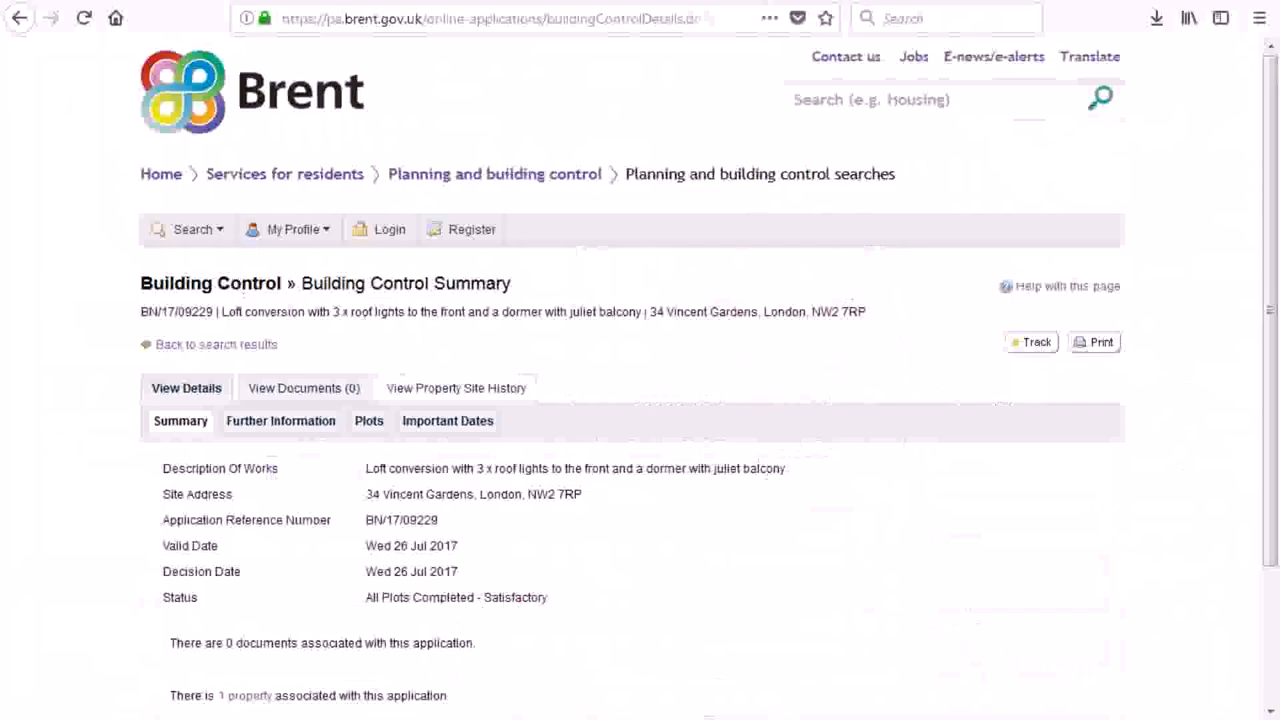 https://pa.brent.gov.uk/online-applications/buildingControlDetails.do
Search
Brent
Contact us Jobs E-news/e-alerts Translate
Search (e.g. Housing)
Home Services for residents Planning and building control Planning and building control searches
Search My Profile Login Register
Building Control » Building Control Summary
Help with this page
BN/17/09229 | Loft conversion with 3 x roof lights to the front and a dormer with juliet balcony | 34 Vincent Gardens, London, NW2 7RP
Back to search results
Track Print
View Details View Documents (0) View Property Site History
Summary Further Information Plots Important Dates
Description Of Works Loft conversion with 3 x roof lights to the front and a dormer with juliet balcony
Site Address 34 Vincent Gardens, London, NW2 7RP
Application Reference Number BN/17/09229
Valid Date Wed 26 Jul 2017
Decision Date Wed 26 Jul 2017
Status All Plots Completed - Satisfactory
There are 0 documents associated with this application.
There is 1 property associated with this application